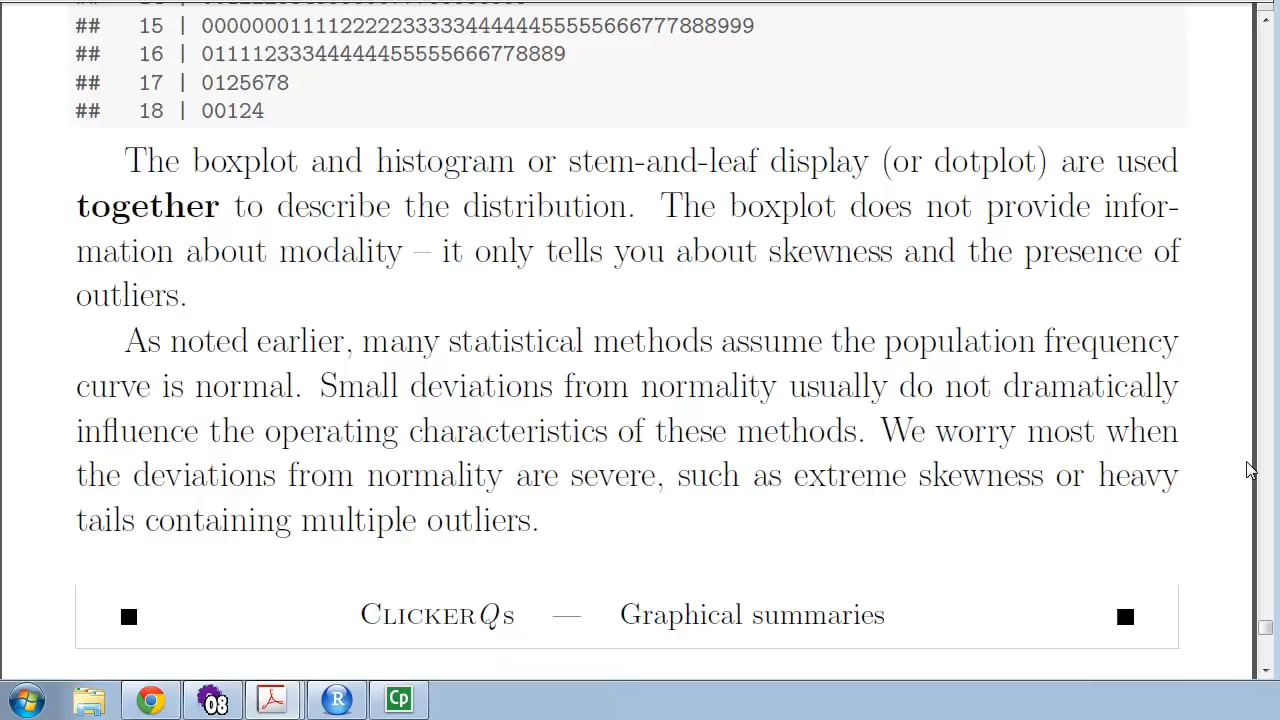 ## 15 | 0000000111122222333334444445555566677788​8999
## 16 | 01111233344444455555666778889
## 17 | 0125678
## 18 | 00124
The boxplot and histogram or stem-and-leaf display (or dotplot) are used
together to describe the distribution. The boxplot does not provide infor-
mation about modality – it only tells you about skewness and the presence of
outliers.
As noted earlier, many statistical methods assume the population frequency
curve is normal. Small deviations from normality usually do not dramatically
influence the operating characteristics of these methods. We worry most when
the deviations from normality are severe, such as extreme skewness or heavy
tails containing multiple outliers.
ClickerQs — Graphical summaries
08
R
Cp